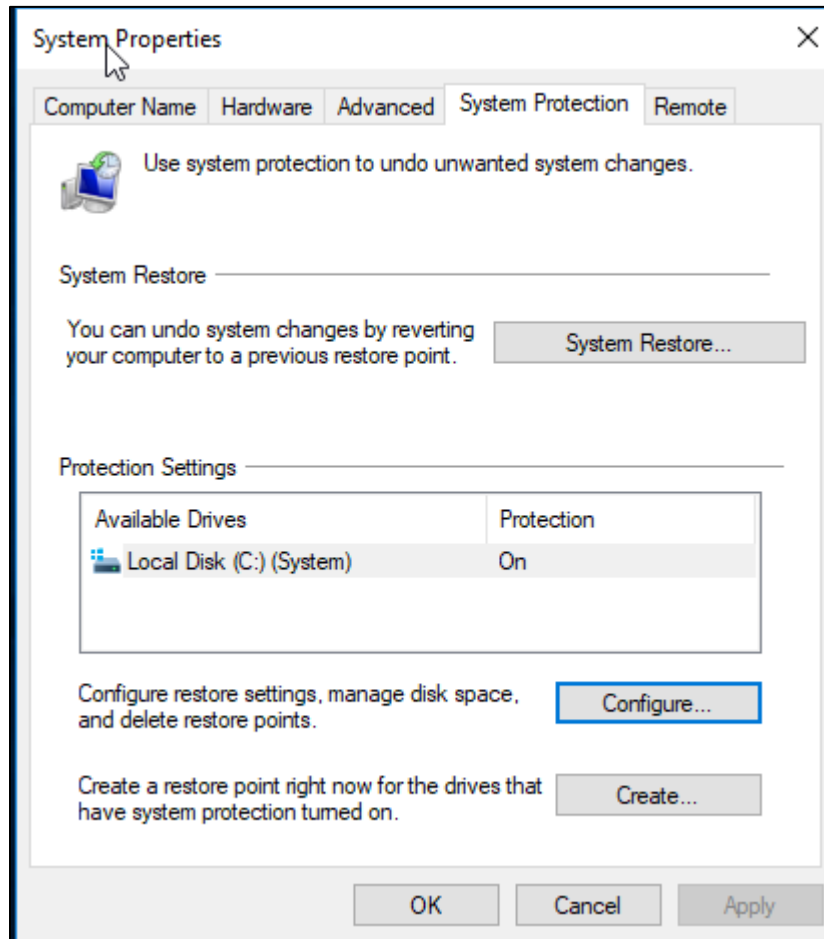 System Properties
Computer Name Hardware Advanced System Protection Remote
Use system protection to undo unwanted system changes.
System Restore
You can undo system changes by reverting
your computer to a previous restore point.
System Restore...
Protection Settings
Available Drives Protection
Local Disk (C:) (System) On
Configure restore settings, manage disk space,
and delete restore points.
Configure...
Create a restore point right now for the drives that
have system protection turned on.
Create...
OK Cancel Apply